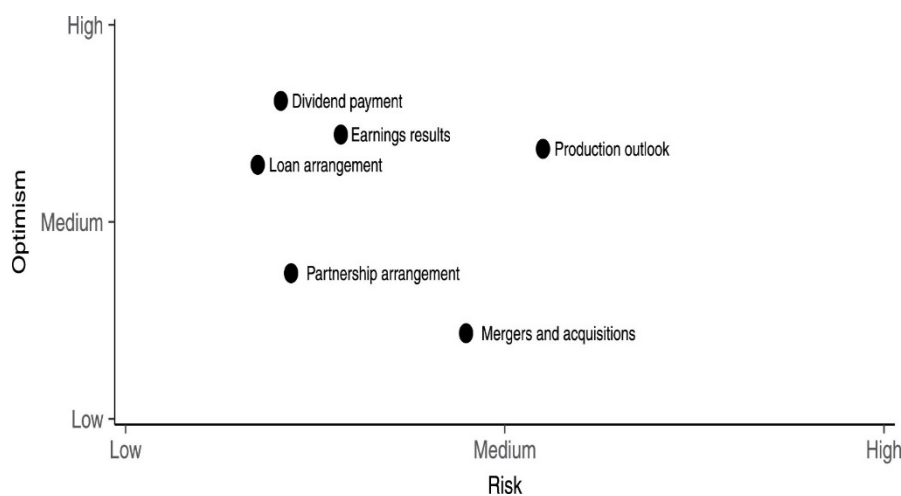 High
Dividend payment
Earnings results
Production outlook
Loan arrangement
Optimism
Medium
Partnership arrangement
Mergers and acquisitions
Low
Low
Medium
High
Risk